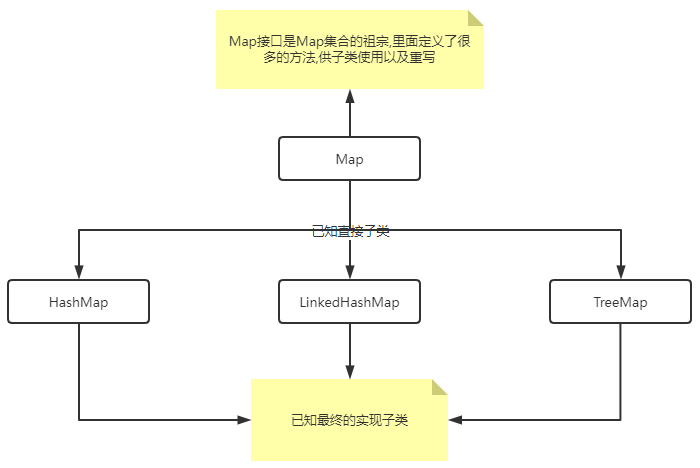 Map接口是Map集合的祖宗,里面定义了很
多的方法,供子类使用以及重写
Map
已知直接子类
HashMap
LinkedHashMap
TreeMap
已知最终的实现子类